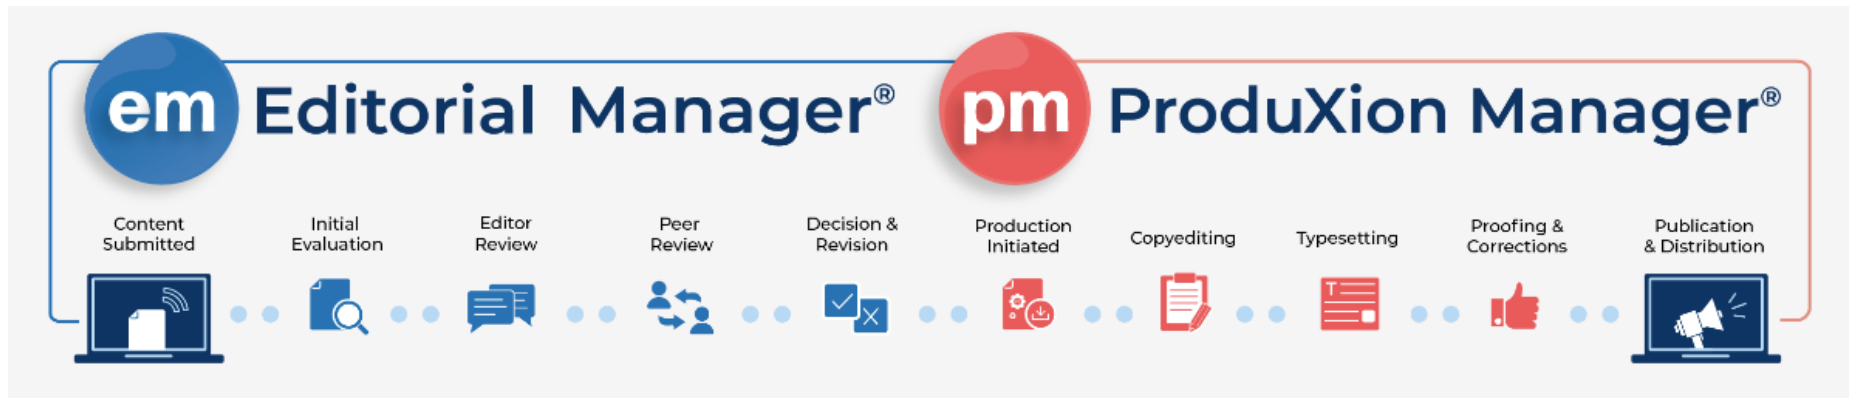 em Editorial Manager® pm ProduXion Manager®
Content
Submitted
Initial
Evaluation
Editor
Review
Peer
Review
Decision &
Revision
Production
Initiated
Copyediting
Typesetting
Proofing &
Corrections
Publication
& Distribution
T